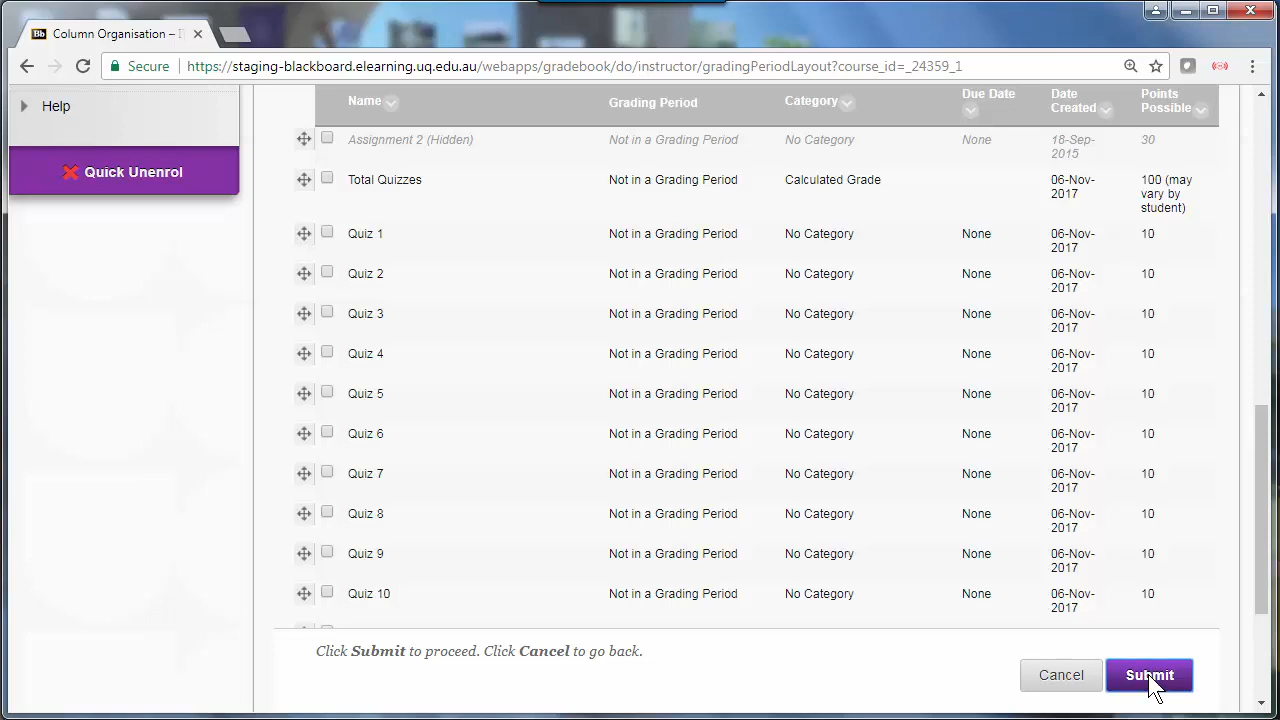 Bb Column Organisation –
Secure https://staging-blackboard.elearning.uq.edu.au/webapps/gradebook/do/instructor/gradingPeriodLayout?course_id=_24359_1
Help
Quick Unenrol
Name Grading Period Category Due Date Date Created Points Possible
Assignment 2 (Hidden) Not in a Grading Period No Category None 18-Sep-2015 30
Total Quizzes Not in a Grading Period Calculated Grade 06-Nov-2017 100 (may vary by student)
Quiz 1 Not in a Grading Period No Category None 06-Nov-2017 10
Quiz 2 Not in a Grading Period No Category None 06-Nov-2017 10
Quiz 3 Not in a Grading Period No Category None 06-Nov-2017 10
Quiz 4 Not in a Grading Period No Category None 06-Nov-2017 10
Quiz 5 Not in a Grading Period No Category None 06-Nov-2017 10
Quiz 6 Not in a Grading Period No Category None 06-Nov-2017 10
Quiz 7 Not in a Grading Period No Category None 06-Nov-2017 10
Quiz 8 Not in a Grading Period No Category None 06-Nov-2017 10
Quiz 9 Not in a Grading Period No Category None 06-Nov-2017 10
Quiz 10 Not in a Grading Period No Category None 06-Nov-2017 10
Click Submit to proceed. Click Cancel to go back.
Cancel Submit